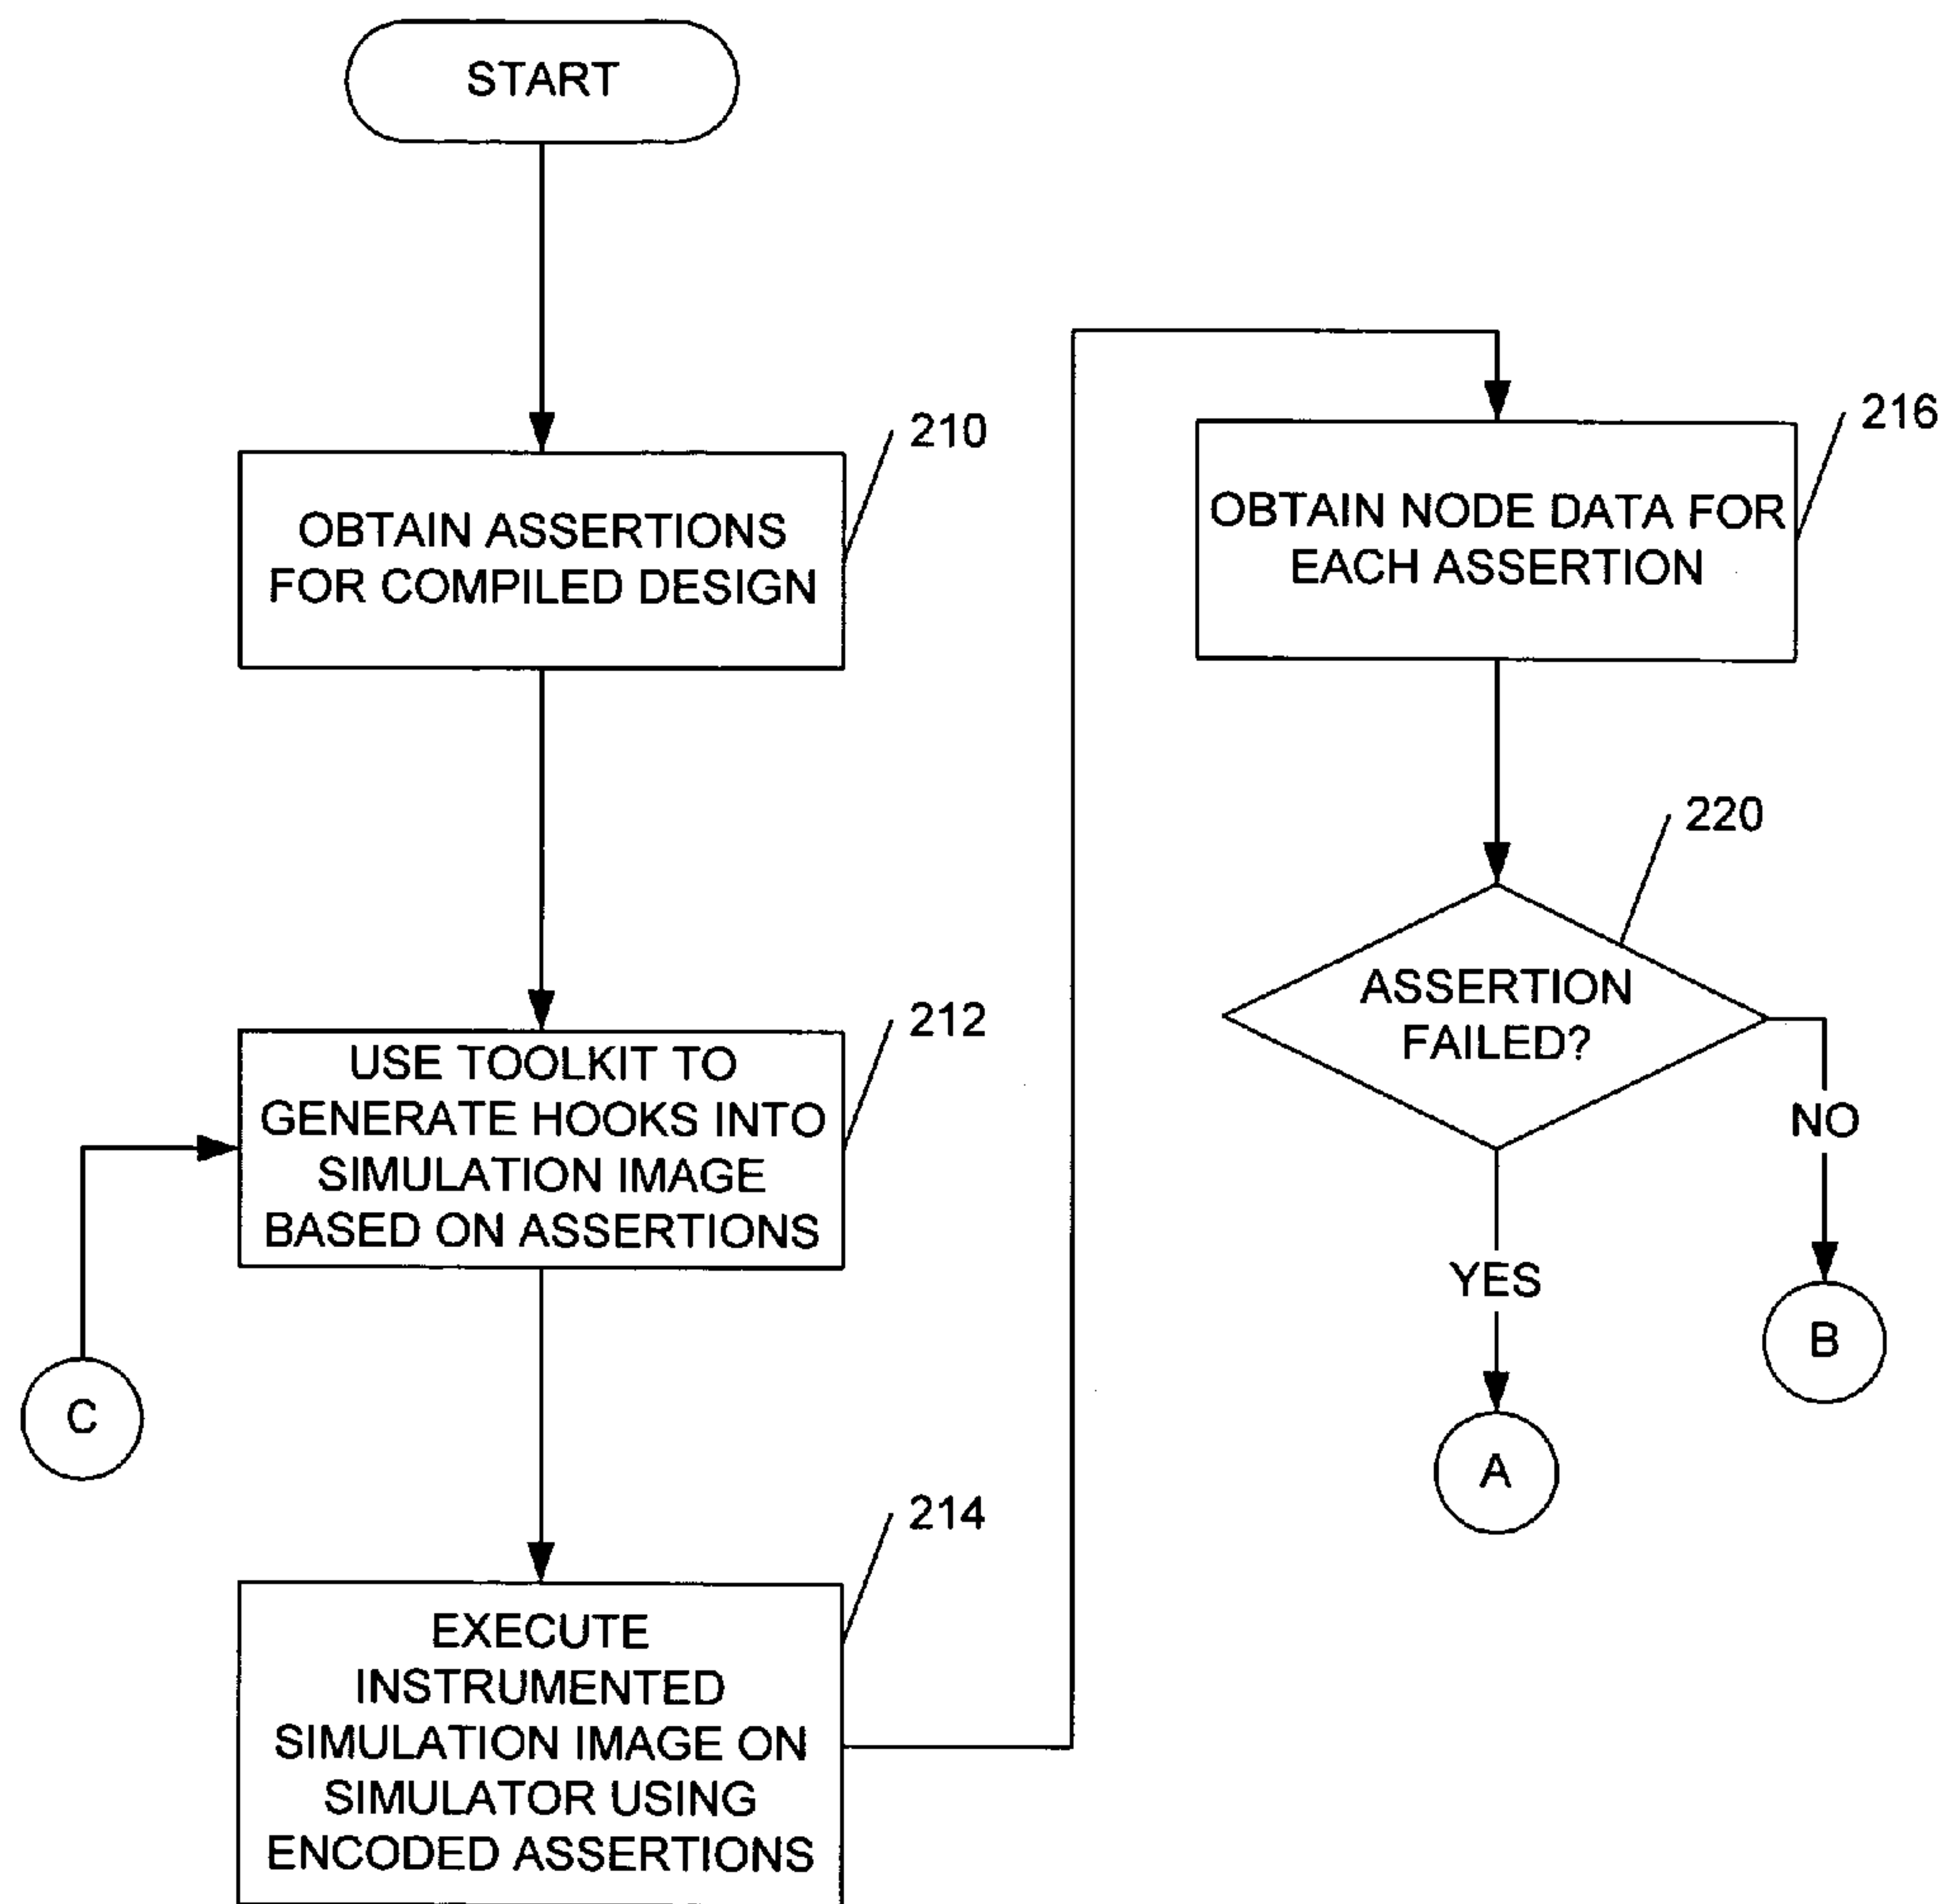 START
210
OBTAIN ASSERTIONS
FOR COMPILED DESIGN
212
USE TOOLKIT TO
GENERATE HOOKS INTO
SIMULATION IMAGE
BASED ON ASSERTIONS
C
214
EXECUTE
INSTRUMENTED
SIMULATION IMAGE ON
SIMULATOR USING
ENCODED ASSERTIONS
216
OBTAIN NODE DATA FOR
EACH ASSERTION
220
ASSERTION
FAILED?
NO
YES
B
A